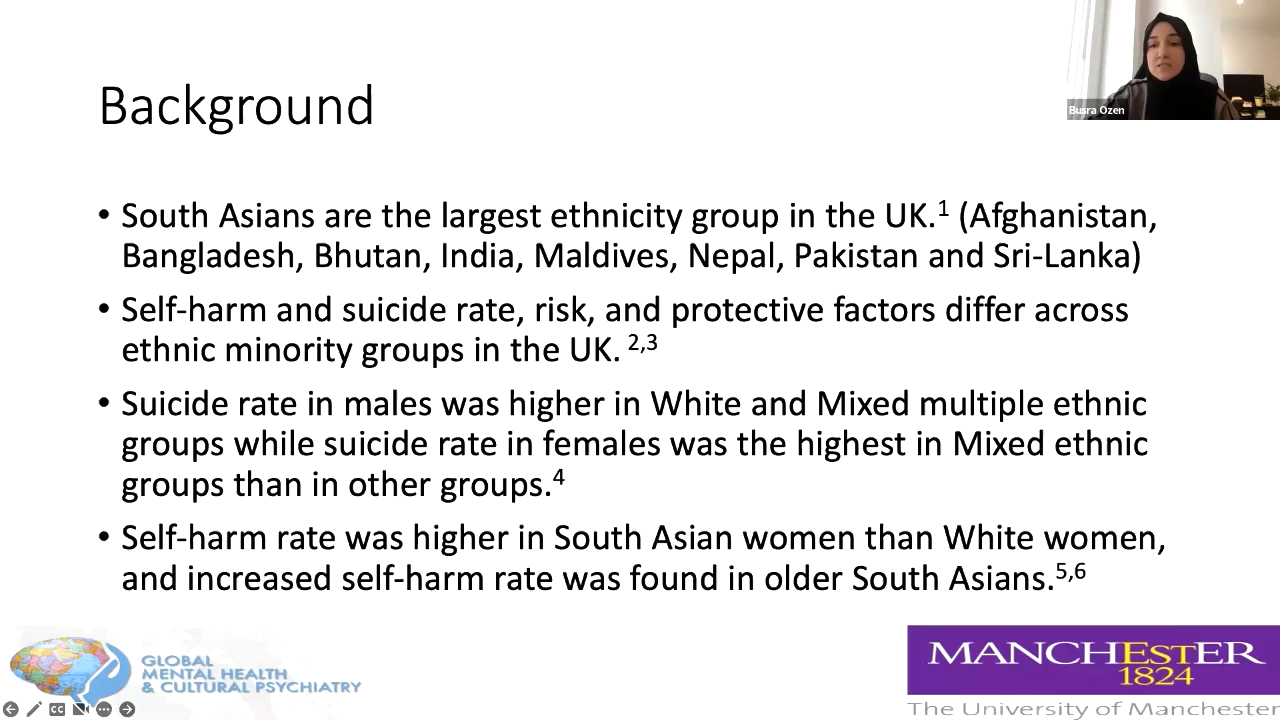 Background
Busra Ozen
• South Asians are the largest ethnicity group in the UK.1 (Afghanistan,
Bangladesh, Bhutan, India, Maldives, Nepal, Pakistan and Sri-Lanka)
• Self-harm and suicide rate, risk, and protective factors differ across
ethnic minority groups in the UK. 2,3
• Suicide rate in males was higher in White and Mixed multiple ethnic
groups while suicide rate in females was the highest in Mixed ethnic
groups than in other groups.4
• Self-harm rate was higher in South Asian women than White women,
and increased self-harm rate was found in older South Asians.5,6
GLOBAL
MENTAL HEALTH
& CULTURAL PSYCHIATRY
CC
MANCHESTER
1824
The University of Manchester